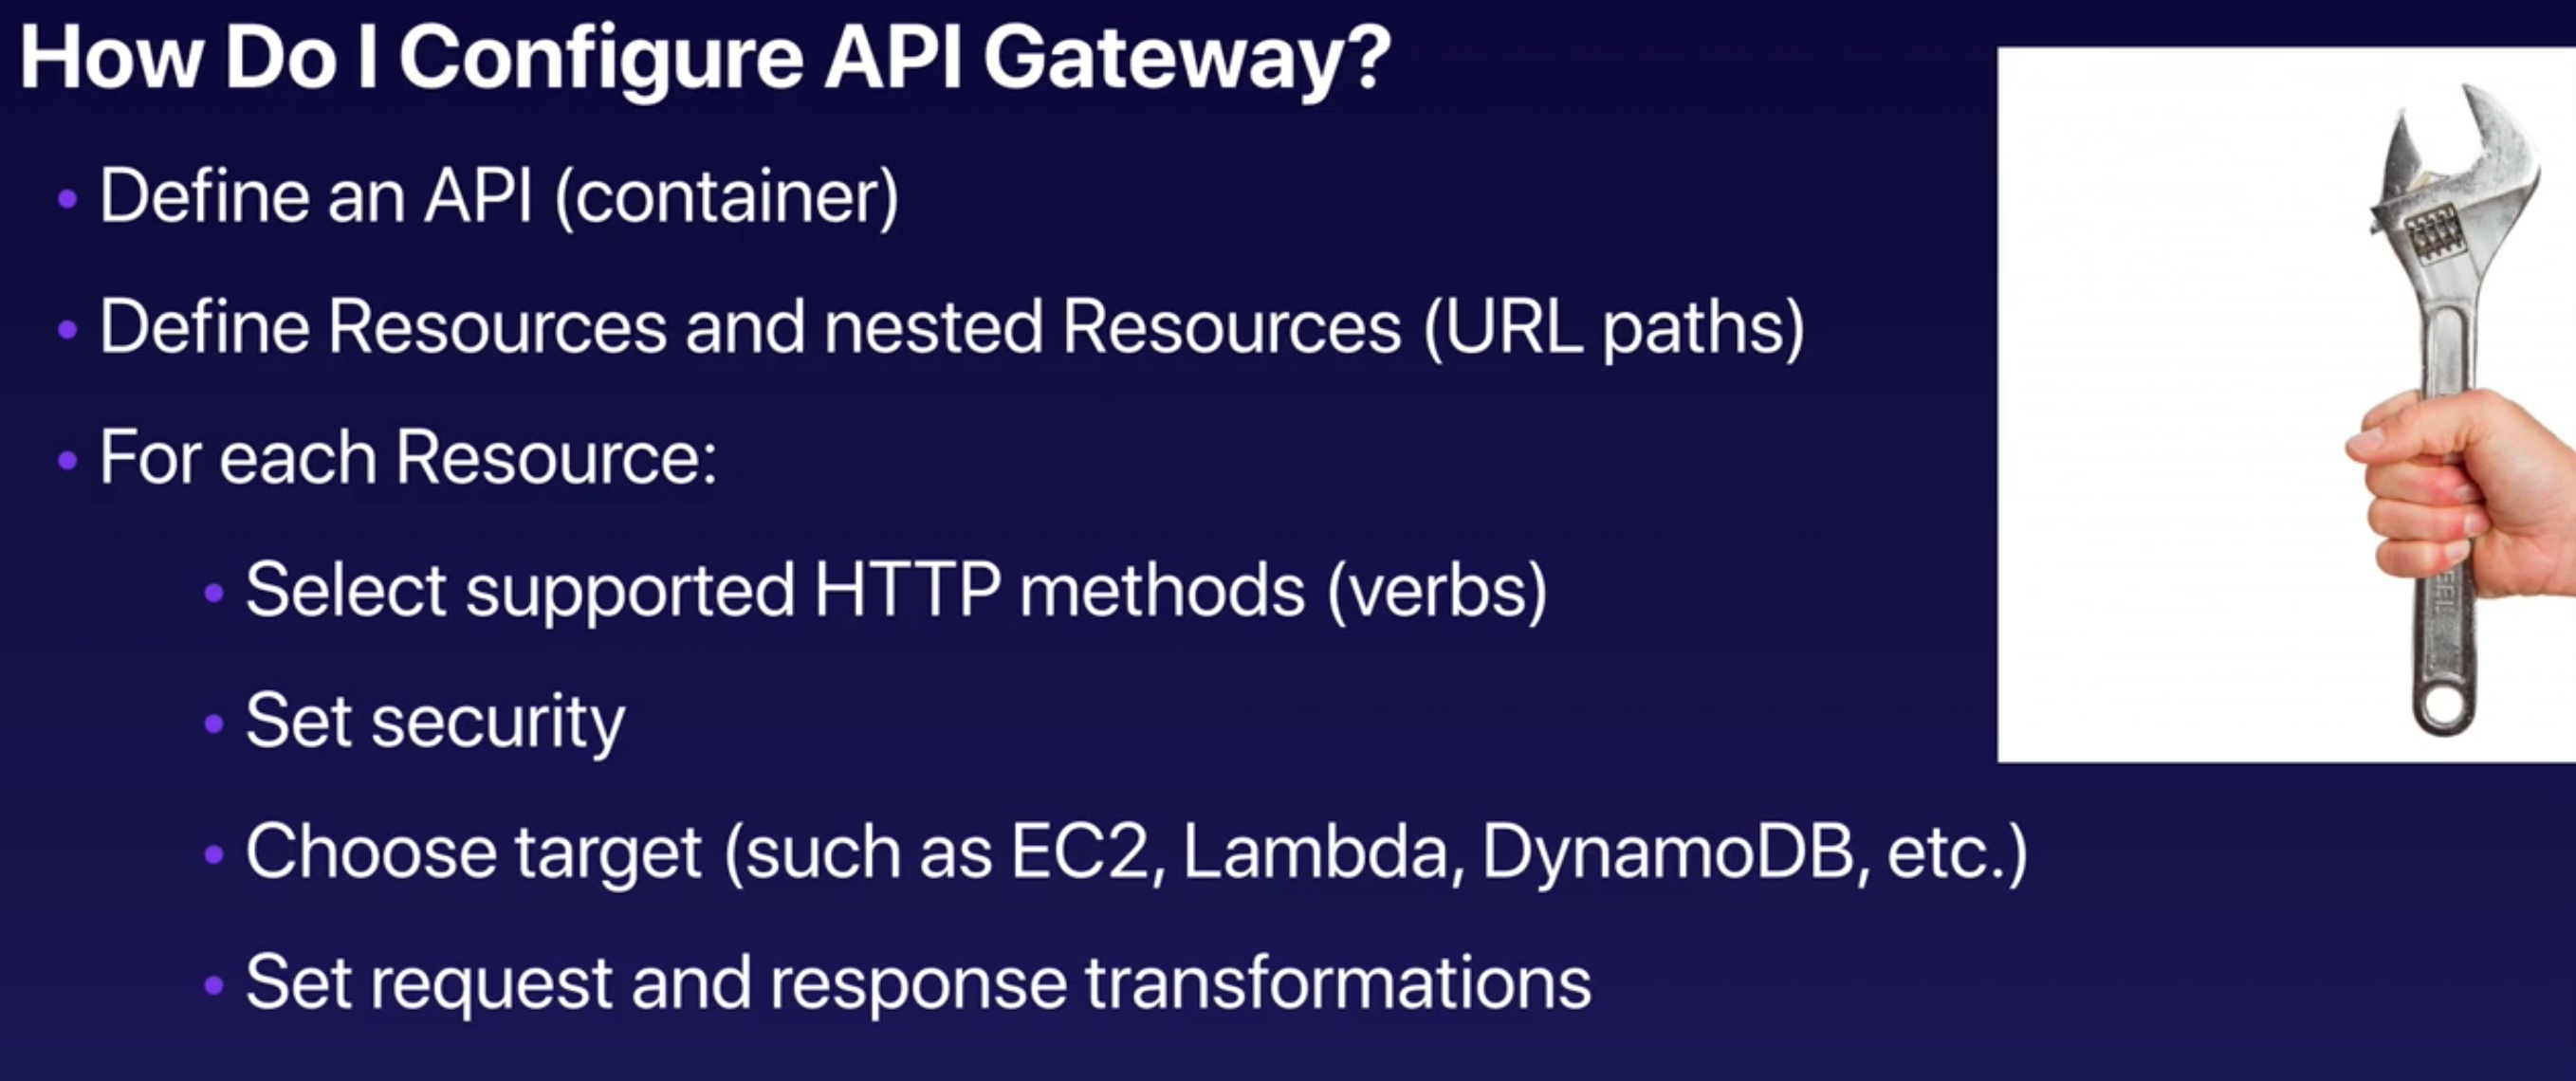 How Do I Configure API Gateway?
• Define an API (container)
• Define Resources and nested Resources (URL paths)
• For each Resource:
• Select supported HTTP methods (verbs)
• Set security
• Choose target (such as EC2, Lambda, DynamoDB, etc.)
• Set request and response transformations